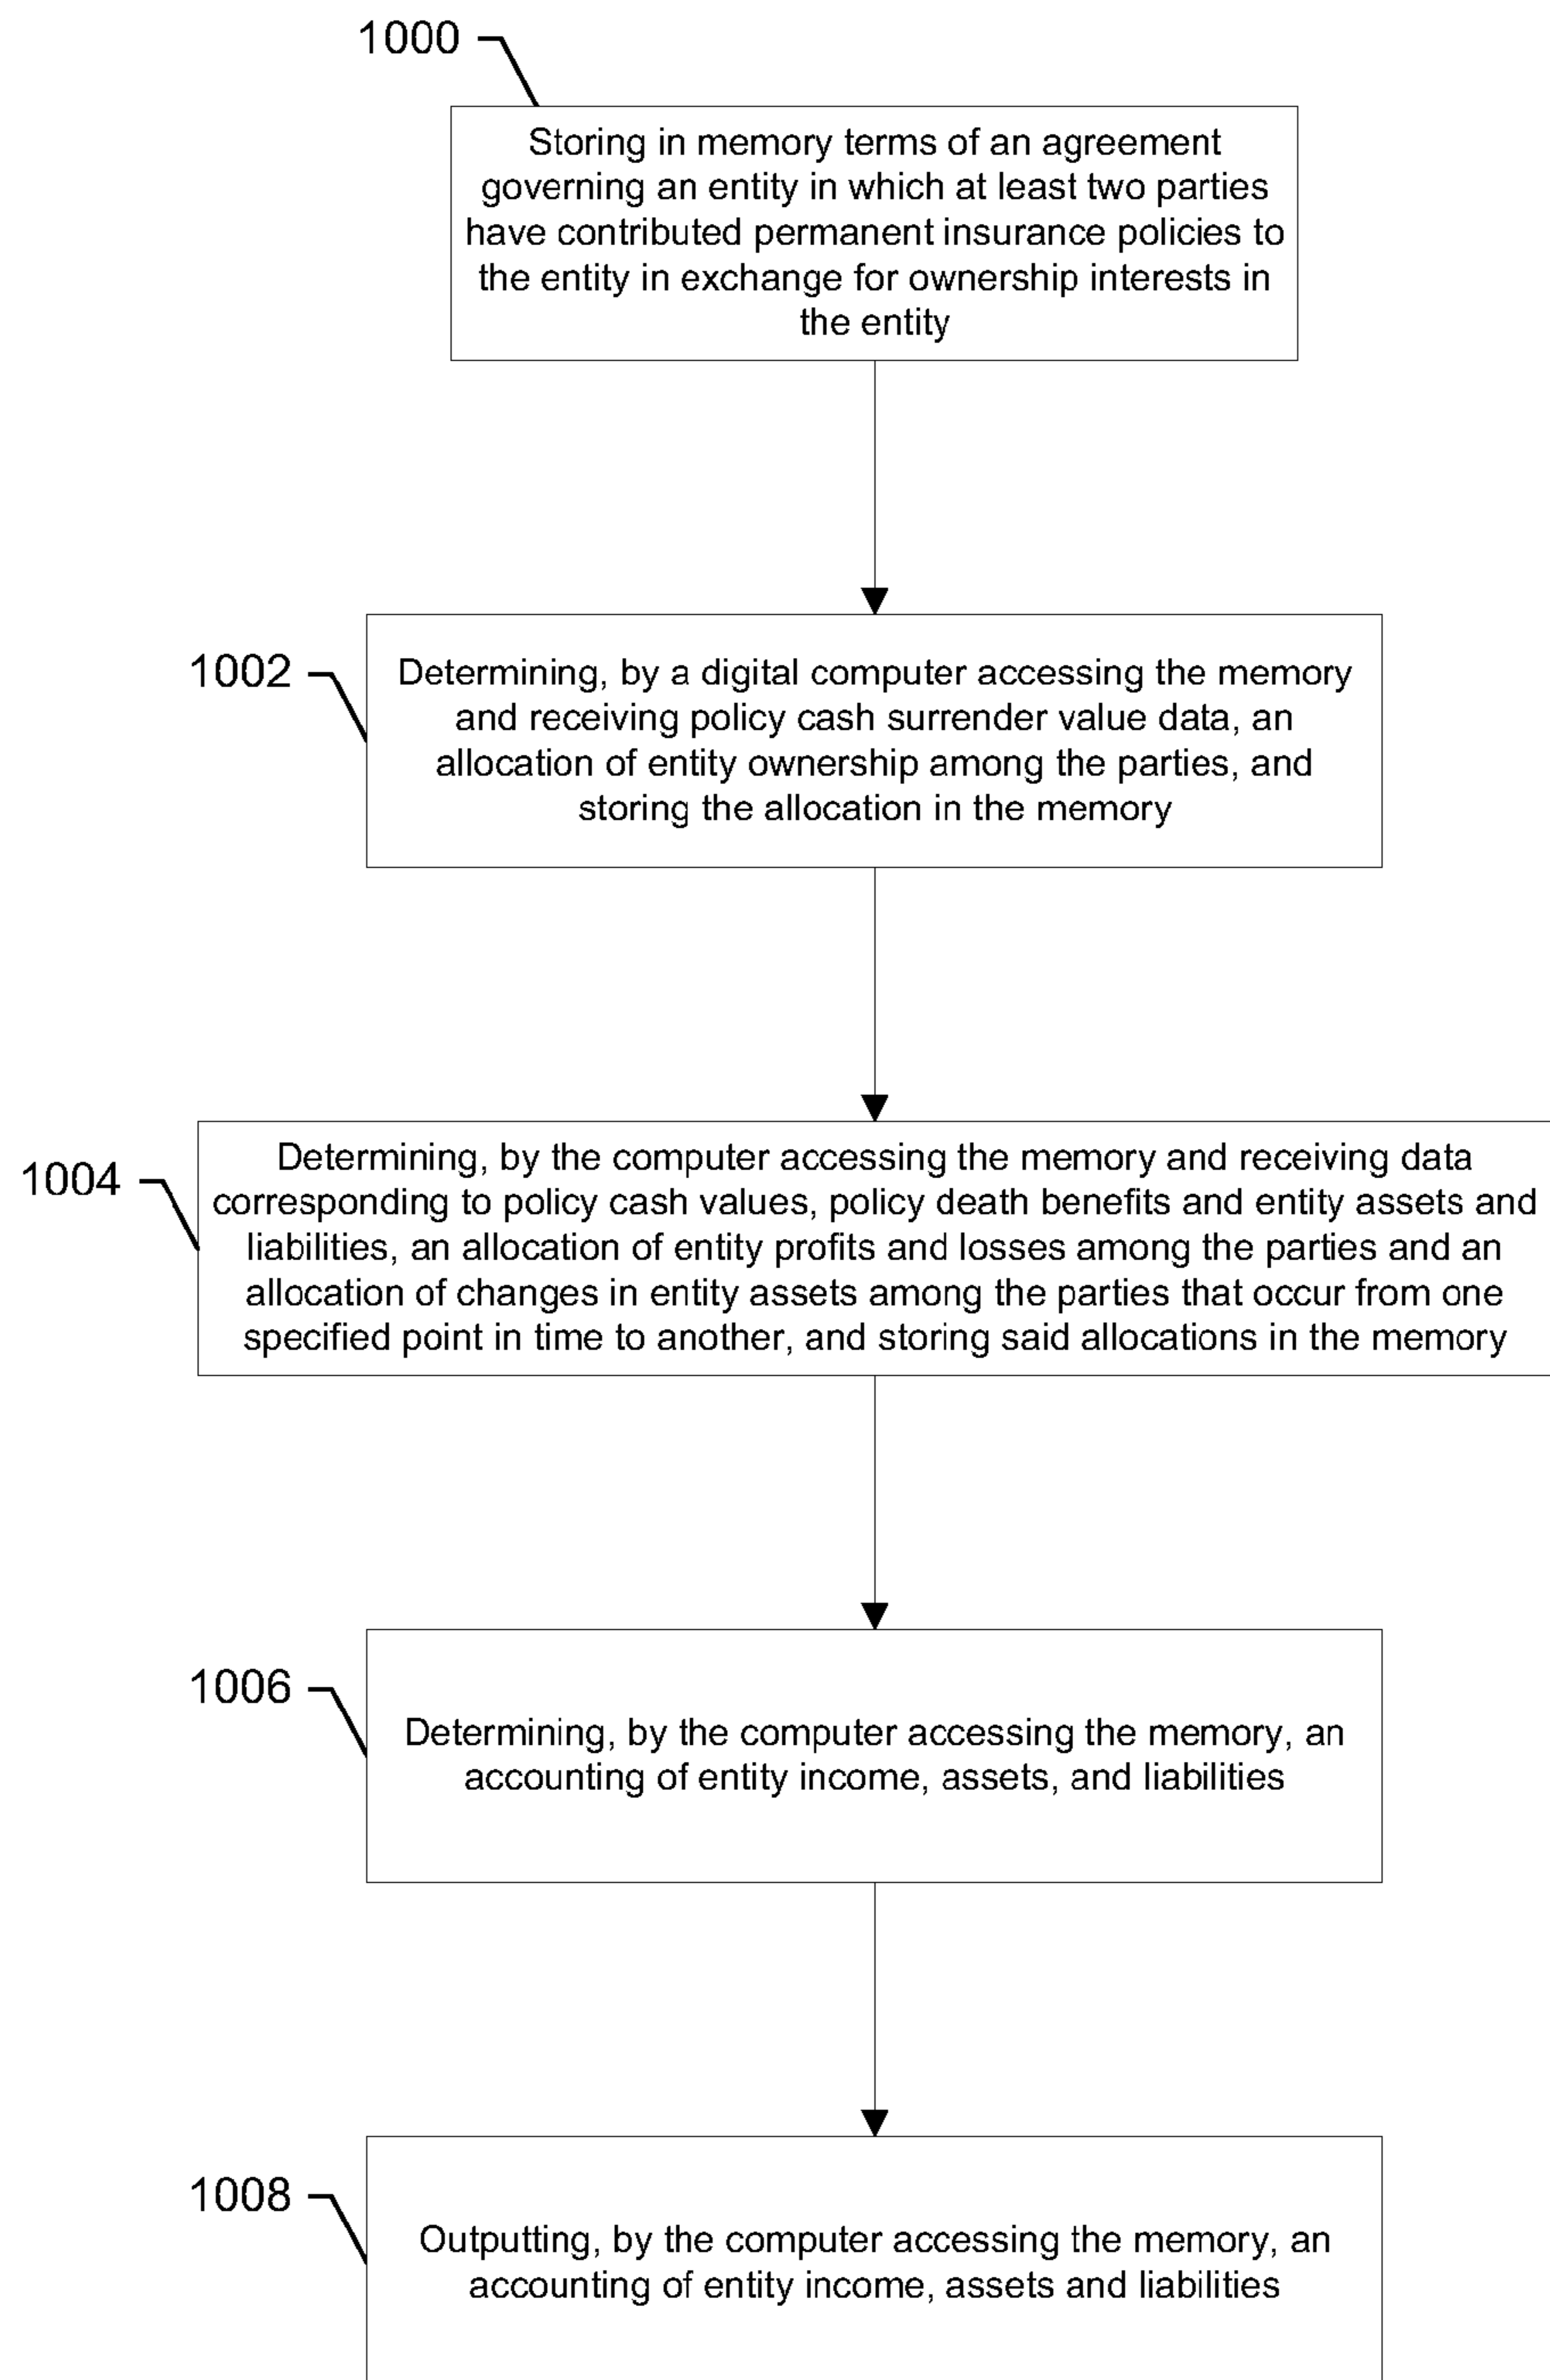 1000
Storing in memory terms of an agreement
governing an entity in which at least two parties
have contributed permanent insurance policies to
the entity in exchange for ownership interests in
the entity
1002
Determining, by a digital computer accessing the memory
and receiving policy cash surrender value data, an
allocation of entity ownership among the parties, and
storing the allocation in the memory
1004
Determining, by the computer accessing the memory and receiving data
corresponding to policy cash values, policy death benefits and entity assets and
liabilities, an allocation of entity profits and losses among the parties and an
allocation of changes in entity assets among the parties that occur from one
specified point in time to another, and storing said allocations in the memory
1006
Determining, by the computer accessing the memory, an
accounting of entity income, assets, and liabilities
1008
Outputting, by the computer accessing the memory, an
accounting of entity income, assets and liabilities